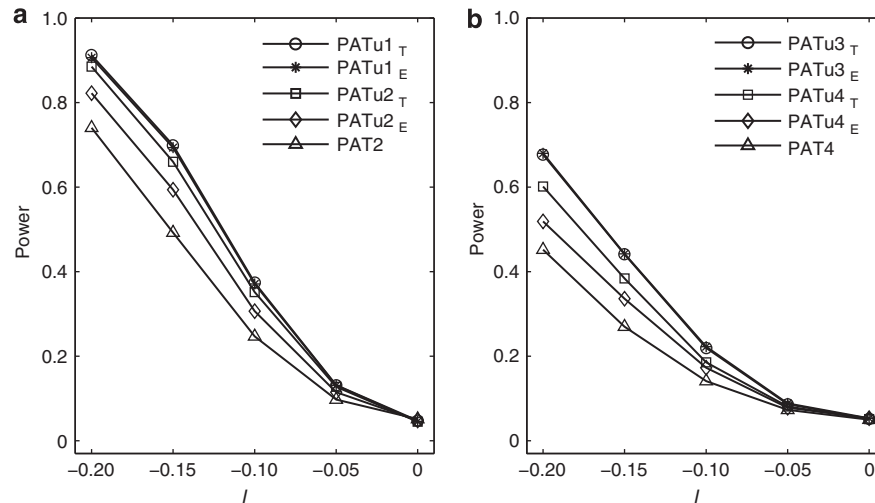 a
1.0
0.8
0.6
0.4
0.2
0
Power
−0.20
−0.15
−0.10
−0.05
0
I
PATu1 T
PATu1 E
PATu2 T
PATu2 E
PAT2
b
1.0
0.8
0.6
0.4
0.2
0
Power
−0.20
−0.15
−0.10
−0.05
0
I
PATu3 T
PATu3 E
PATu4 T
PATu4 E
PAT4